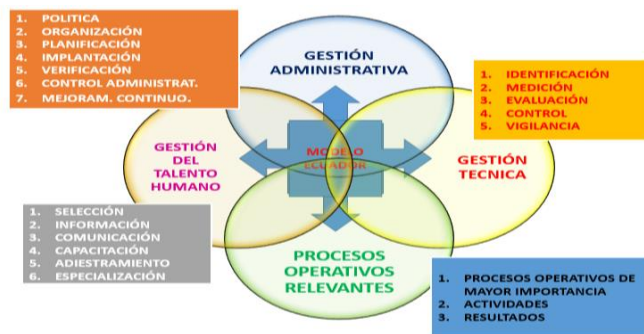 1. POLITICA
2. ORGANIZACIÓN
3. PLANIFICACIÓN
4. IMPLANTACIÓN
5. VERIFICACIÓN
6. CONTROL ADMINISTRAT.
7. MEJORAM. CONTINUO.
GESTIÓN
ADMINISTRATIVA
1. IDENTIFICACIÓN
2. MEDICIÓN
3. EVALUACIÓN
4. CONTROL
5. VIGILANCIA
GESTIÓN
DEL
TALENTO
HUMANO
MODELO
ECUADOR
GESTIÓN
TECNICA
1. SELECCIÓN
2. INFORMACIÓN
3. COMUNICACIÓN
4. CAPACITACIÓN
5. ADIESTRAMIENTO
6. ESPECIALIZACIÓN
PROCESOS
OPERATIVOS
RELEVANTES
1. PROCESOS OPERATIVOS DE
MAYOR IMPORTANCIA
2. ACTIVIDADES
3. RESULTADOS